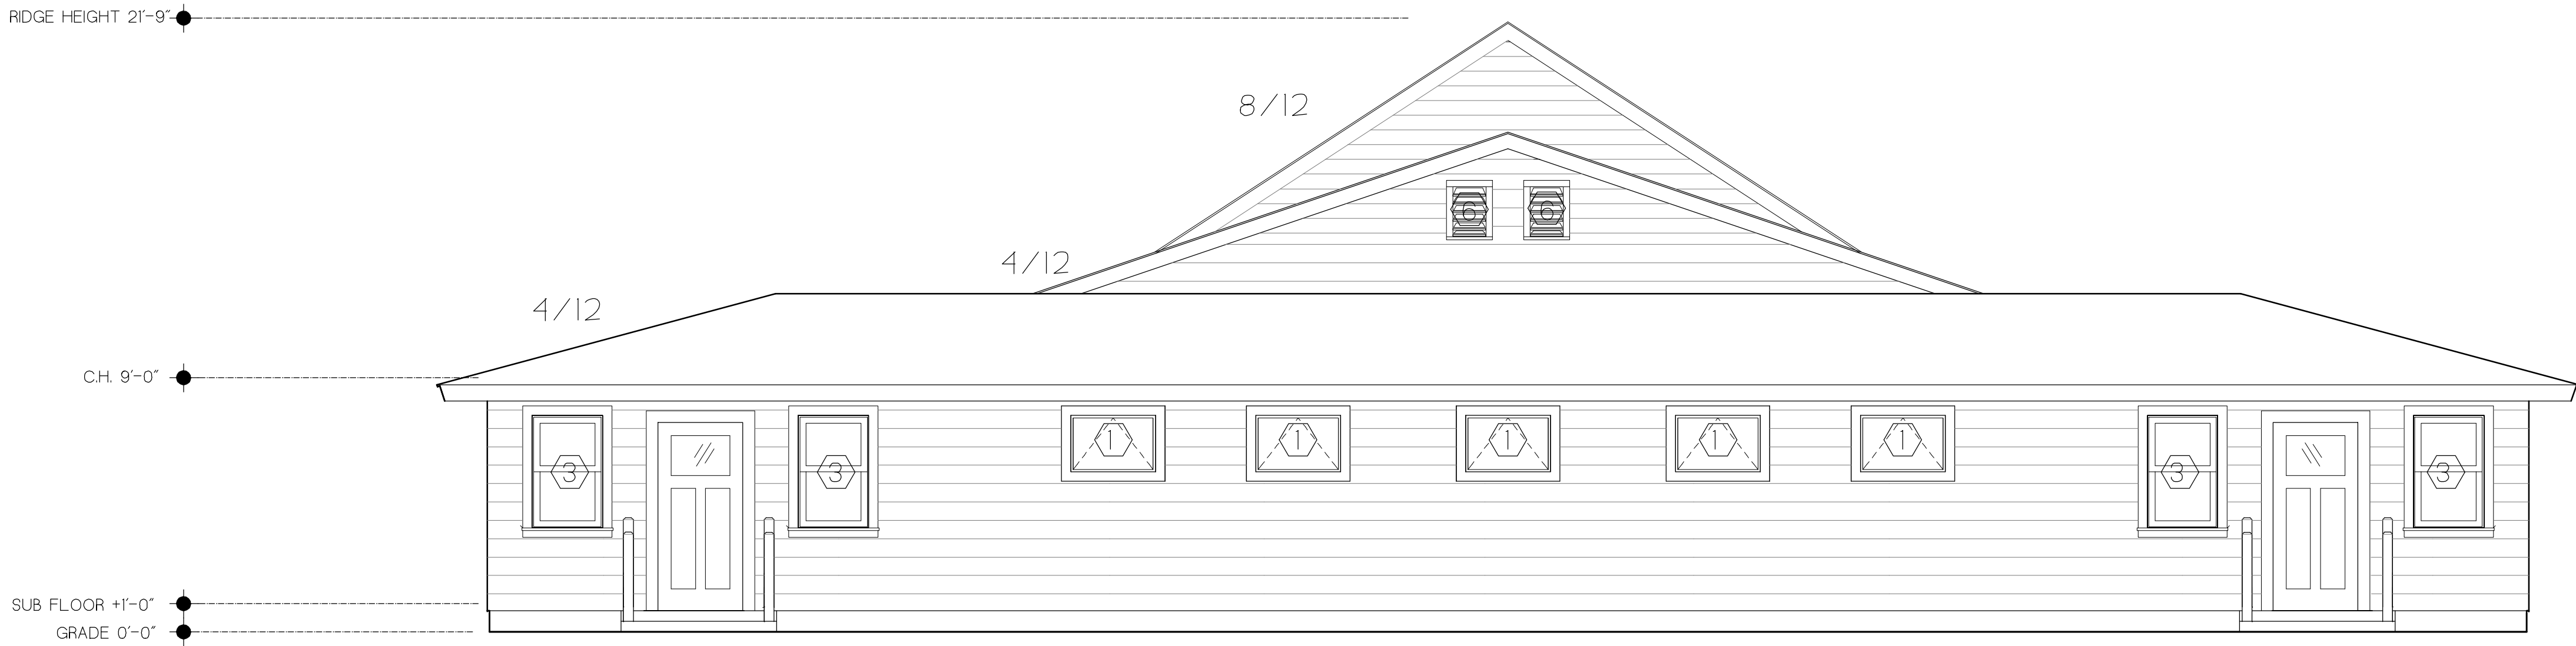 RIDGE HEIGHT 21'-9"
8/12
6 6
4/12
4/12
C.H. 9'-0"
1 1 1 1 1
3 3 3 3
SUB FLOOR +1'-0"
GRADE 0'-0"